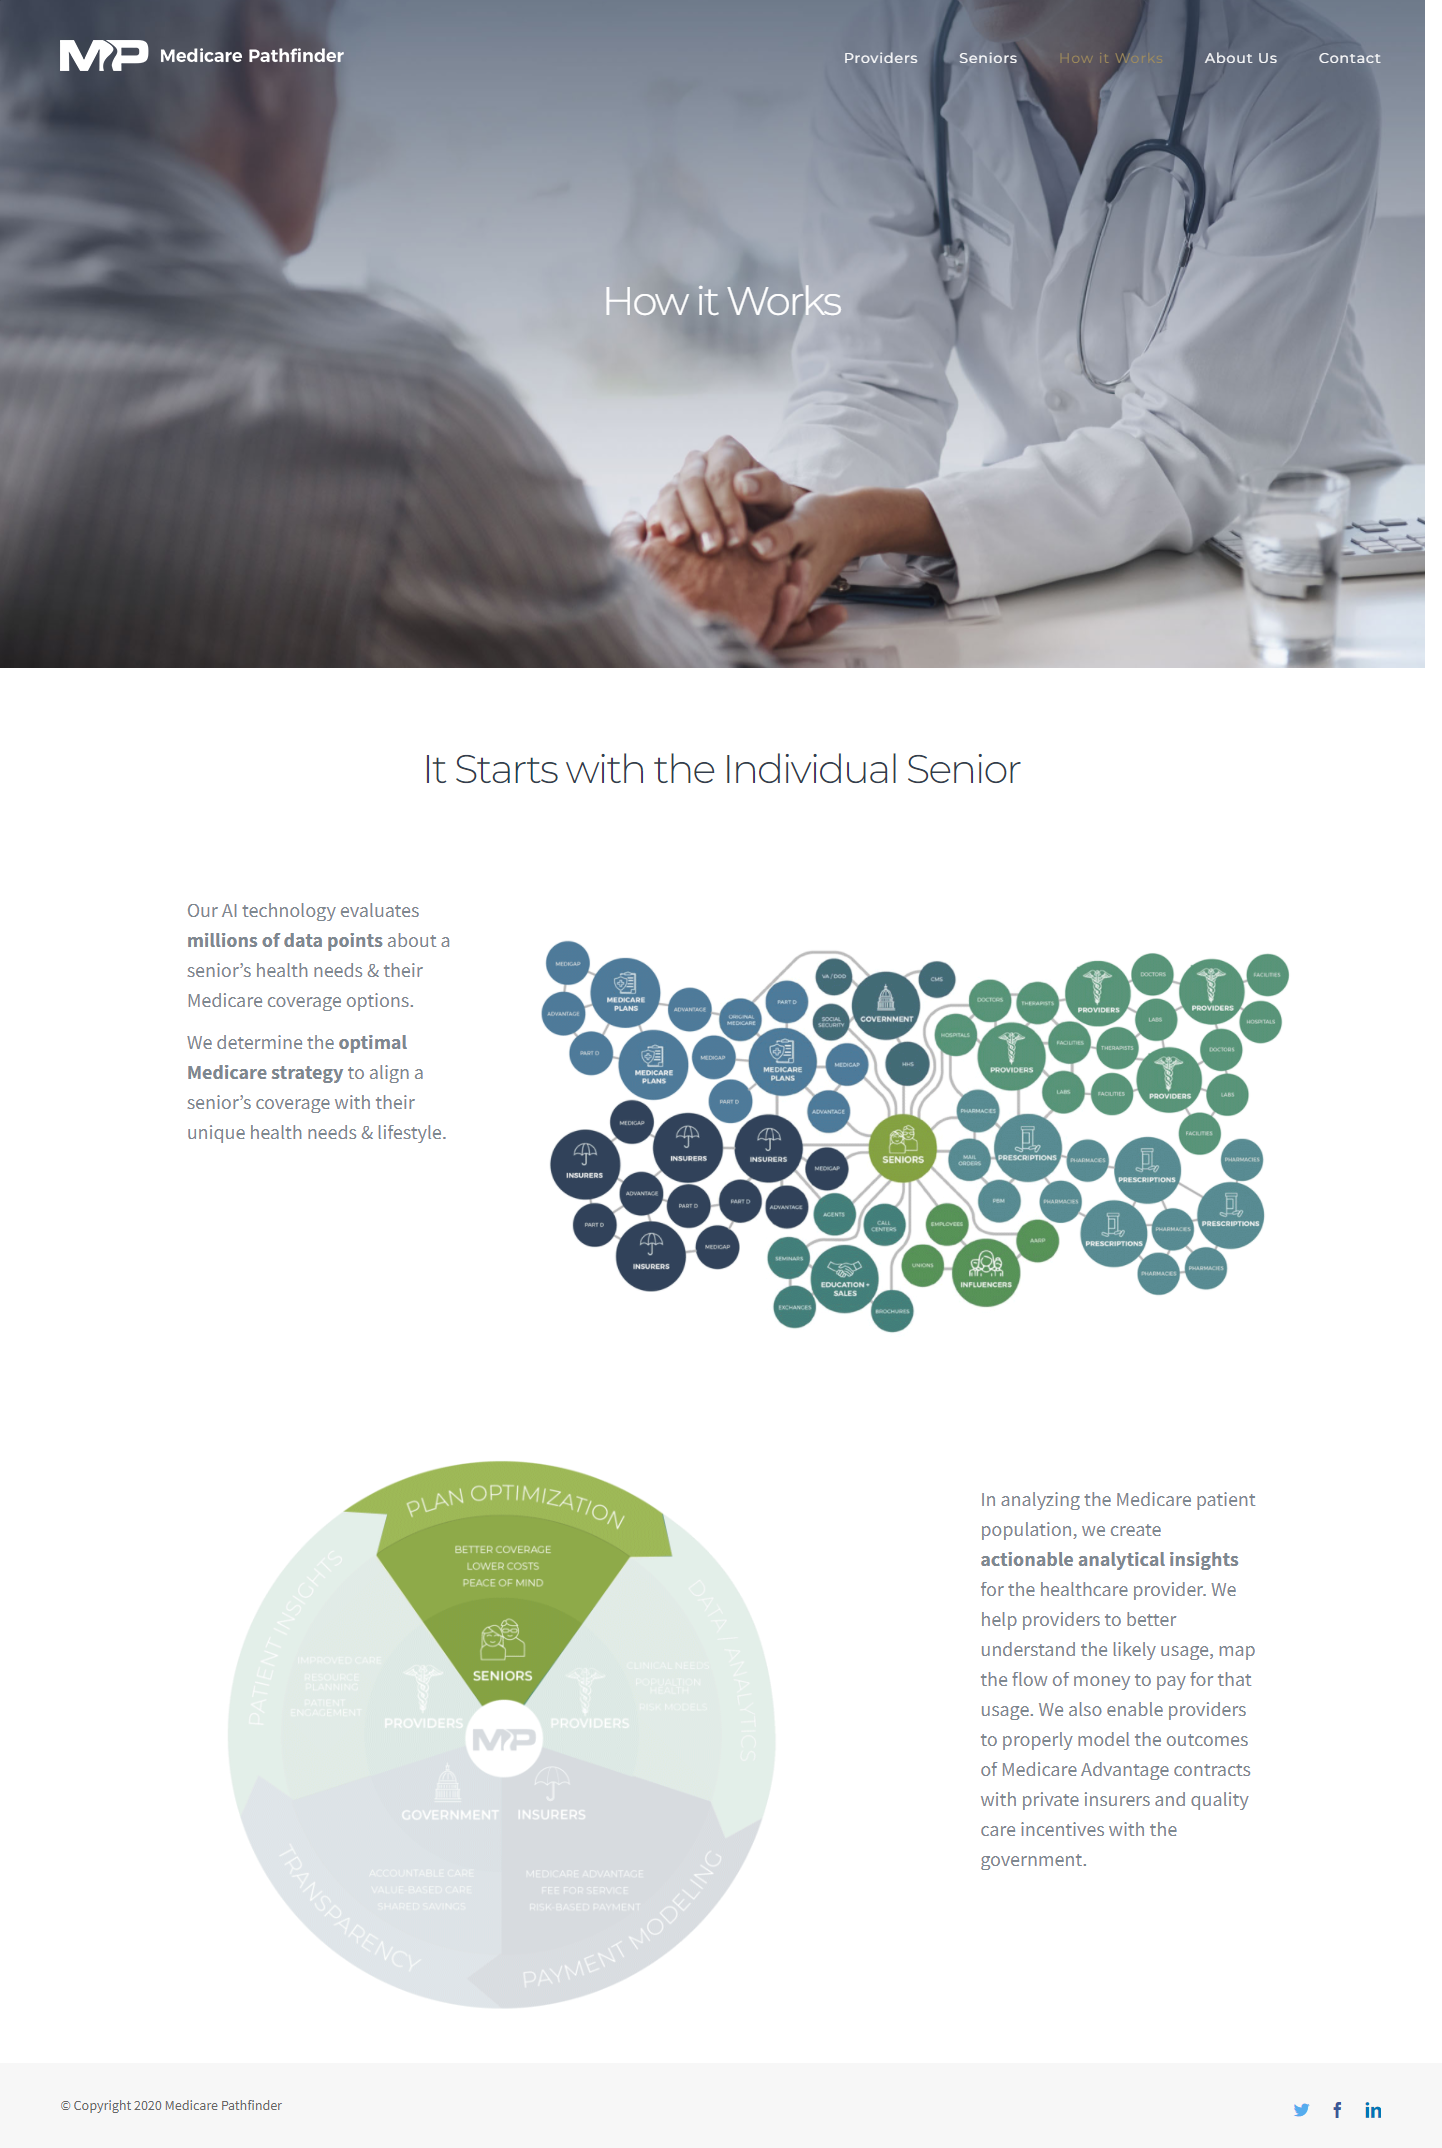 MP Medicare Pathfinder
Providers
Seniors
How it Works
About Us
Contact
How it Works
It Starts with the Individual Senior
Our AI technology evaluates
millions of data points about a
senior's health needs & their
Medicare coverage options.
We determine the optimal
Medicare strategy to align a
senior's coverage with their
unique health needs & lifestyle.
MEDIGAP
MEDICARE
PLANS
ADVANTAGE
PART D
MEDICARE
PLANS
ADVANTAGE
ORIGINAL
MEDICARE
PART D
MEDIGAP
MEDICARE
PLANS
MEDIGAP
PART D
ADVANTAGE
VA / DOD
SOCIAL
SECURITY
GOVERNMENT
CMS
HHS
DOCTORS
THERAPISTS
HOSPITALS
PROVIDERS
PROVIDERS
DOCTORS
PROVIDERS
FACILITIES
LABS
HOSPITALS
FACILITIES
THERAPISTS
DOCTORS
PROVIDERS
LABS
FACILITIES
LABS
FACILITIES
MEDIGAP
INSURERS
INSURERS
INSURERS
MEDIGAP
ADVANTAGE
PART D
PART D
ADVANTAGE
PART D
INSURERS
MEDIGAP
SENIORS
PHARMACIES
MAIL
ORDERS
PRESCRIPTIONS
PHARMACIES
PRESCRIPTIONS
PHARMACIES
PBM
PHARMACIES
PRESCRIPTIONS
PHARMACIES
PRESCRIPTIONS
PHARMACIES
PHARMACIES
AGENTS
CALL
CENTERS
SEMINARS
EDUCATION +
SALES
EXCHANGES
BROCHURES
EMPLOYEES
UNIONS
INFLUENCERS
AARP
PLAN OPTIMIZATION
BETTER COVERAGE
LOWER COSTS
PEACE OF MIND
SENIORS
PATIENT INSIGHTS
IMPROVED CARE
RESOURCE
PLANNING
PATIENT
ENGAGEMENT
PROVIDERS
DATA / ANALYTICS
CLINICAL NEEDS
POPUALTION
HEALTH
RISK MODELS
PROVIDERS
MP
GOVERNMENT
INSURERS
ACCOUNTABLE CARE
VALUE-BASED CARE
SHARED SAVINGS
MEDICARE ADVANTAGE
FEE FOR SERVICE
RISK-BASED PAYMENT
TRANSPARENCY
PAYMENT MODELING
In analyzing the Medicare patient
population, we create
actionable analytical insights
for the healthcare provider. We
help providers to better
understand the likely usage, map
the flow of money to pay for that
usage. We also enable providers
to properly model the outcomes
of Medicare Advantage contracts
with private insurers and quality
care incentives with the
government.
© Copyright 2020 Medicare Pathfinder